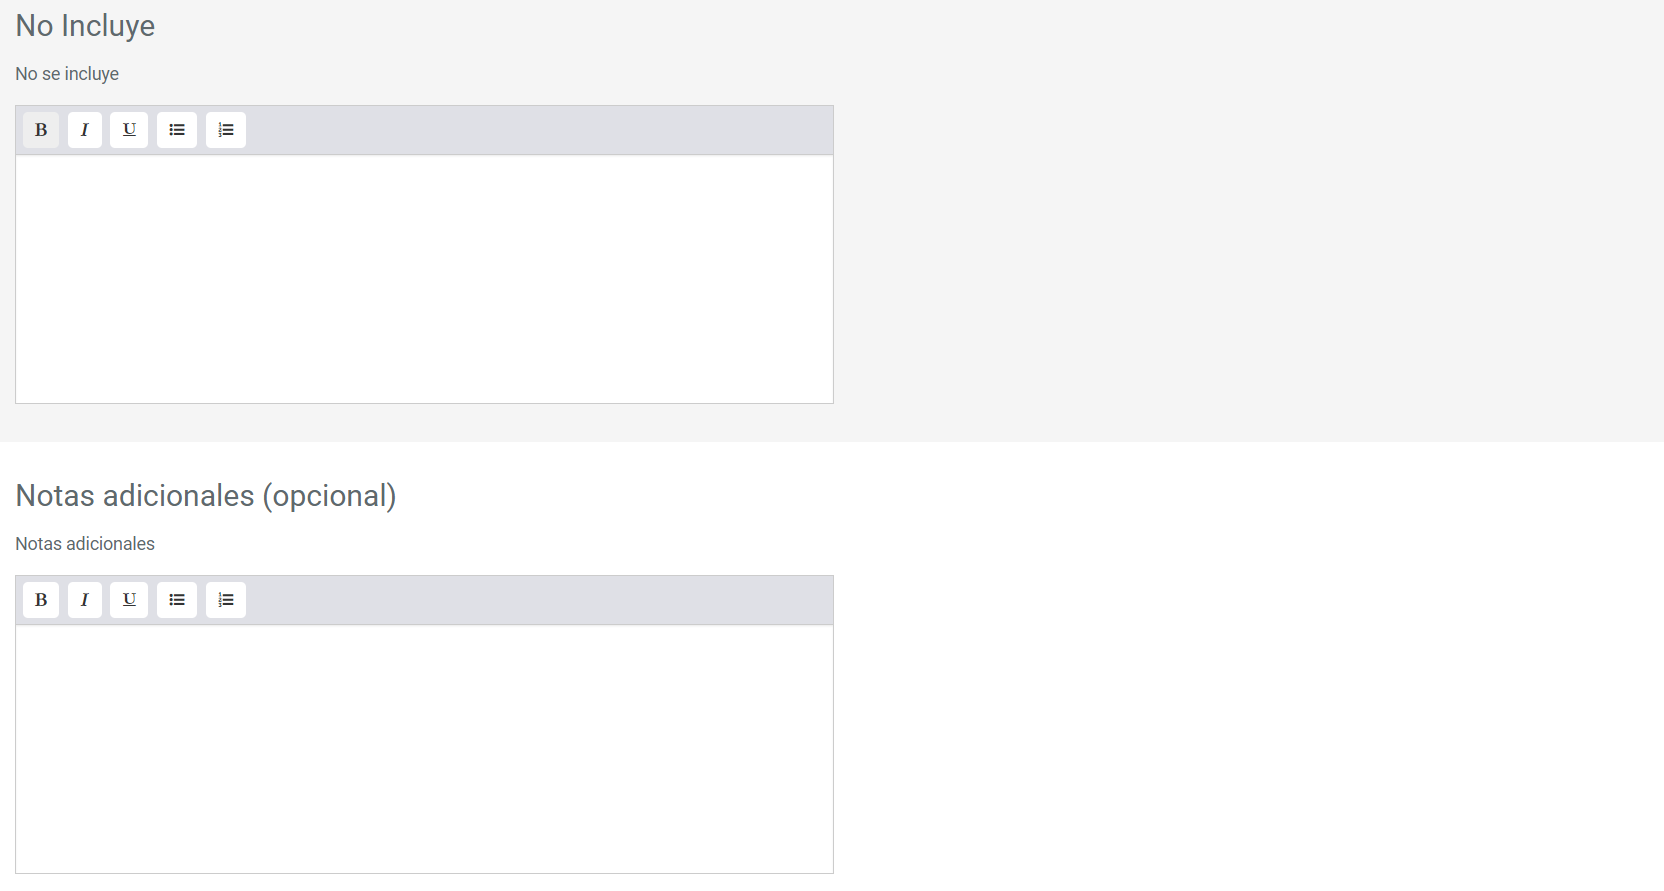 No Incluye
No se incluye
B I U
Notas adicionales (opcional)
Notas adicionales
B I U